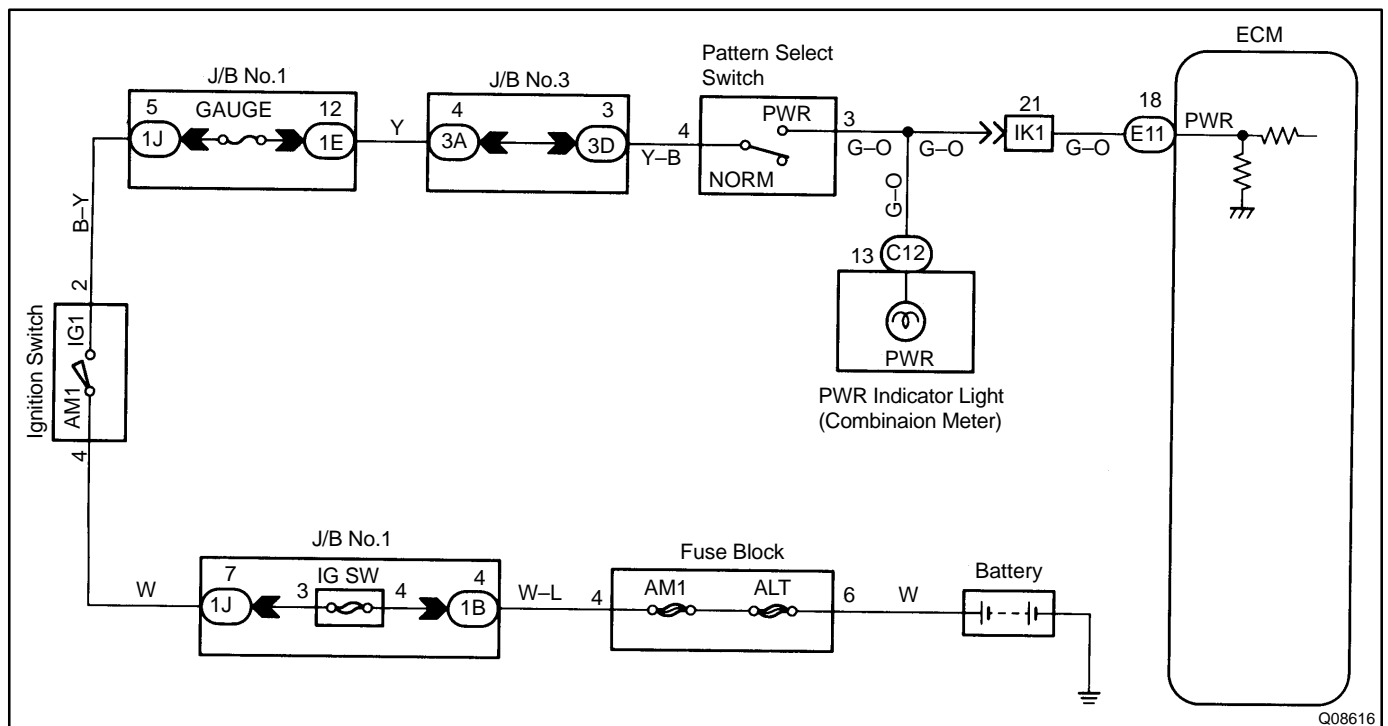 ECM
Pattern Select
Switch
J/B No.1
J/B No.3
5 GAUGE 12
4 3
PWR
18
21
1J 1E Y 3A 3D 4 3 IK1 E11 PWR
Y–B G–O G–O G–O
NORM
B–Y
G–O
13 C12
2
Ignition Switch
IG1
AM1
PWR
PWR Indicator Light
(Combinaion Meter)
4
J/B No.1
Fuse Block
7 IG SW 4
Battery
W 1J 3 4 1B W–L 4 AM1 ALT 6 W
Q08616